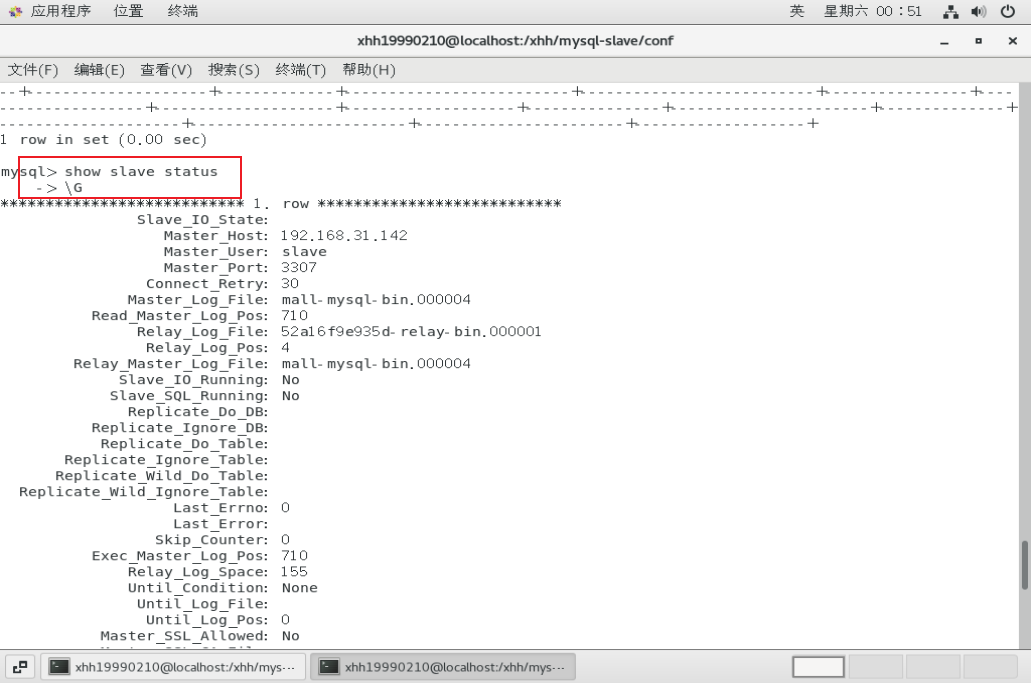 应用程序 位置 终端 英 星期六 00：51
xhh19990210@localhost:/xhh/mysql-slave/conf
文件(F) 编辑(E) 查看(V) 搜索(S) 终端(T) 帮助(H)
1 row in set (0.00 sec)
mysql> show slave status
-> \G
*************************** 1. row ***************************
Slave_IO_State:
Master_Host: 192.168.31.142
Master_User: slave
Master_Port: 3307
Connect_Retry: 30
Master_Log_File: mall-mysql-bin.000004
Read_Master_Log_Pos: 710
Relay_Log_File: 52a16f9e935d-relay-bin.000001
Relay_Log_Pos: 4
Relay_Master_Log_File: mall-mysql-bin.000004
Slave_IO_Running: No
Slave_SQL_Running: No
Replicate_Do_DB:
Replicate_Ignore_DB:
Replicate_Do_Table:
Replicate_Ignore_Table:
Replicate_Wild_Do_Table:
Replicate_Wild_Ignore_Table:
Last_Errno: 0
Last_Error:
Skip_Counter: 0
Exec_Master_Log_Pos: 710
Relay_Log_Space: 155
Until_Condition: None
Until_Log_File:
Until_Log_Pos: 0
Master_SSL_Allowed: No
xhh19990210@localhost:/xhh/mys··· xhh19990210@localhost:/xhh/mys···